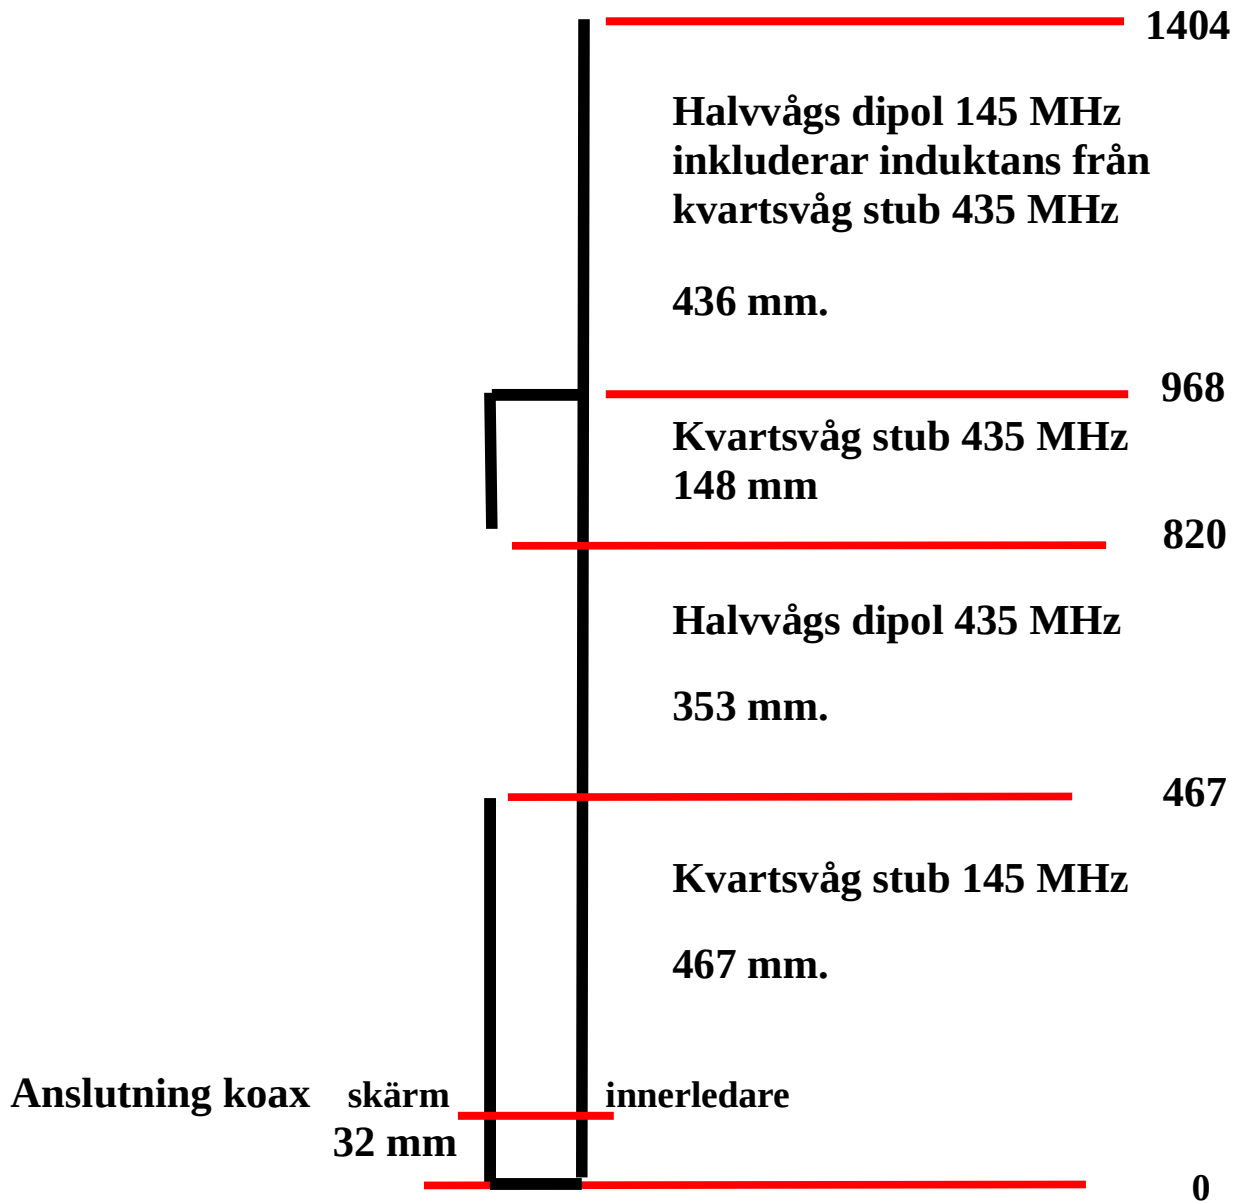 1404
Halvvågs dipol 145 MHz
inkluderar induktans från
kvartsvåg stub 435 MHz
436 mm.
968
Kvartsvåg stub 435 MHz
148 mm
820
Halvvågs dipol 435 MHz
353 mm.
467
Kvartsvåg stub 145 MHz
467 mm.
Anslutning koax skärm innerledare
32 mm
0